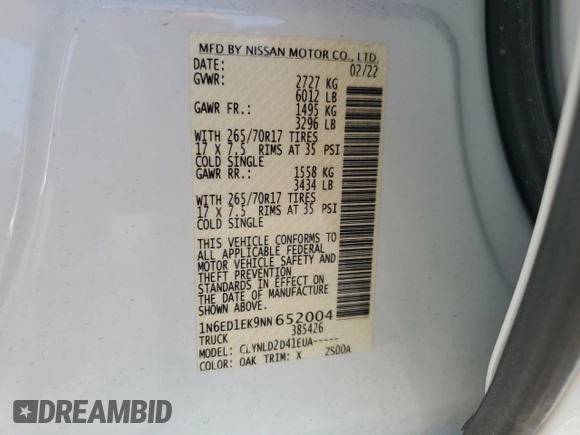 MFD BY NISSAN MOTOR CO., LTD.
DATE: 02/22
GVWR: 2727 KG
6012 LB
GAWR FR.: 1495 KG
3296 LB
WITH 265/70R17 TIRES
17 X 7.5 RIMS AT 35 PSI
COLD SINGLE
GAWR RR.: 1558 KG
3434 LB
WITH 265/70R17 TIRES
17 X 7.5 RIMS AT 35 PSI
COLD SINGLE
THIS VEHICLE CONFORMS TO
ALL APPLICABLE FEDERAL
MOTOR VEHICLE SAFETY AND
THEFT PREVENTION
STANDARDS IN EFFECT ON
THE DATE OF MANUFACTURE
SHOWN ABOVE.
1N6ED1EK9NN652004
TRUCK 385426
MODEL: CLYNLD2D41EUA-----
COLOR: QAK TRIM: X ZS00A
DREAMBID